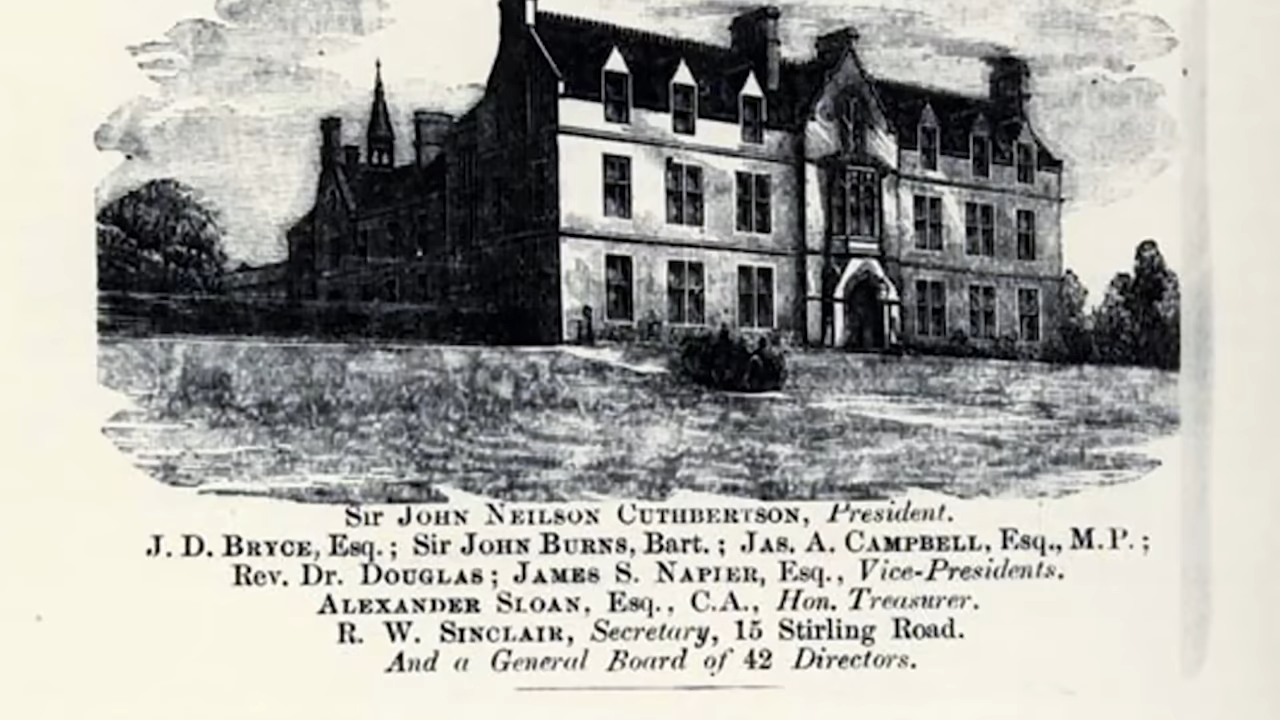 Sir JOHN NEILSON CUTHBERTSON, President.
J. D. BRYCE, Esq.; Sir JOHN BURNS, Bart.; JAS. A. CAMPBELL, Esq., M.P.;
Rev. Dr. DOUGLAS; JAMES S. NAPIER, Esq., Vice-Presidents.
ALEXANDER SLOAN, Esq., C.A., Hon. Treasurer.
R. W. SINCLAIR, Secretary, 15 Stirling Road.
And a General Board of 42 Directors.